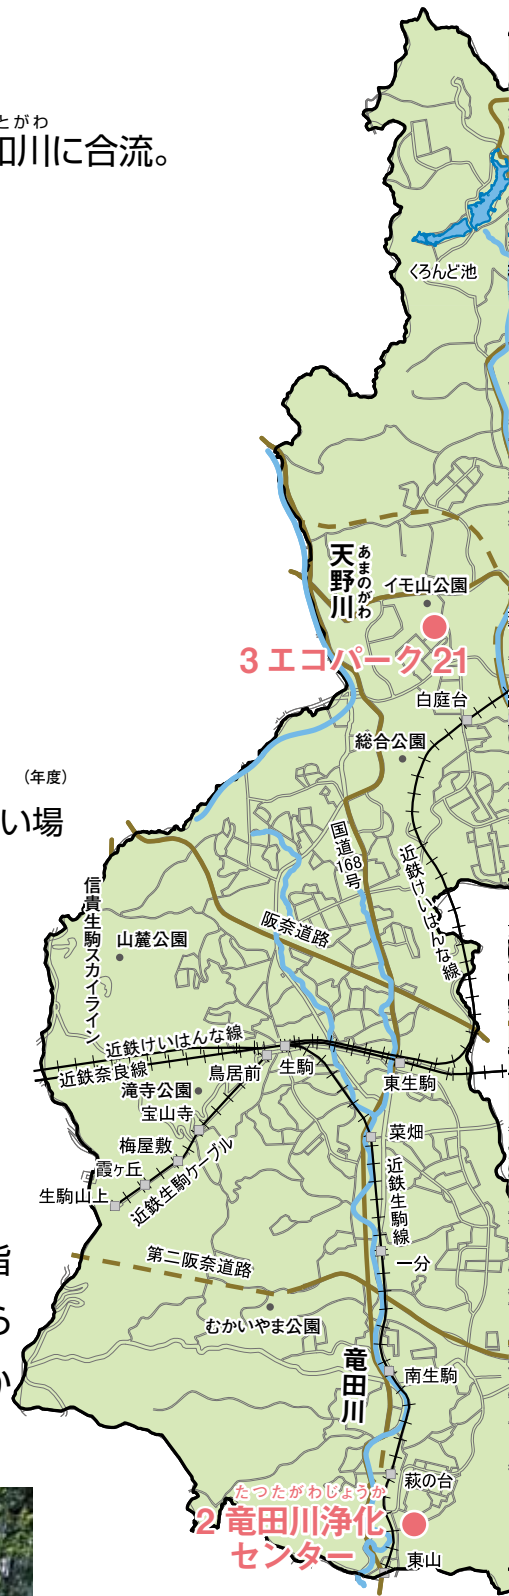 とがわ
和川に合流。
くろんど池
あまのがわ
天野川
イモ山公園
3 エコパーク 21
白庭台
総合公園
（年度）
い場
国道168号
近鉄けいはんな線
信貴生駒スカイライン
阪奈道路
山麓公園
近鉄けいはんな線
近鉄奈良線
鳥居前
生駒
東生駒
滝寺公園
宝山寺
菜畑
梅屋敷
霞ヶ丘
近鉄生駒ケーブル
生駒山上
近鉄生駒線
一分
第二阪奈道路
むかいやま公園
竜田川
南生駒
萩の台
たつたがわじょうか
2 竜田川浄化
センター
東山